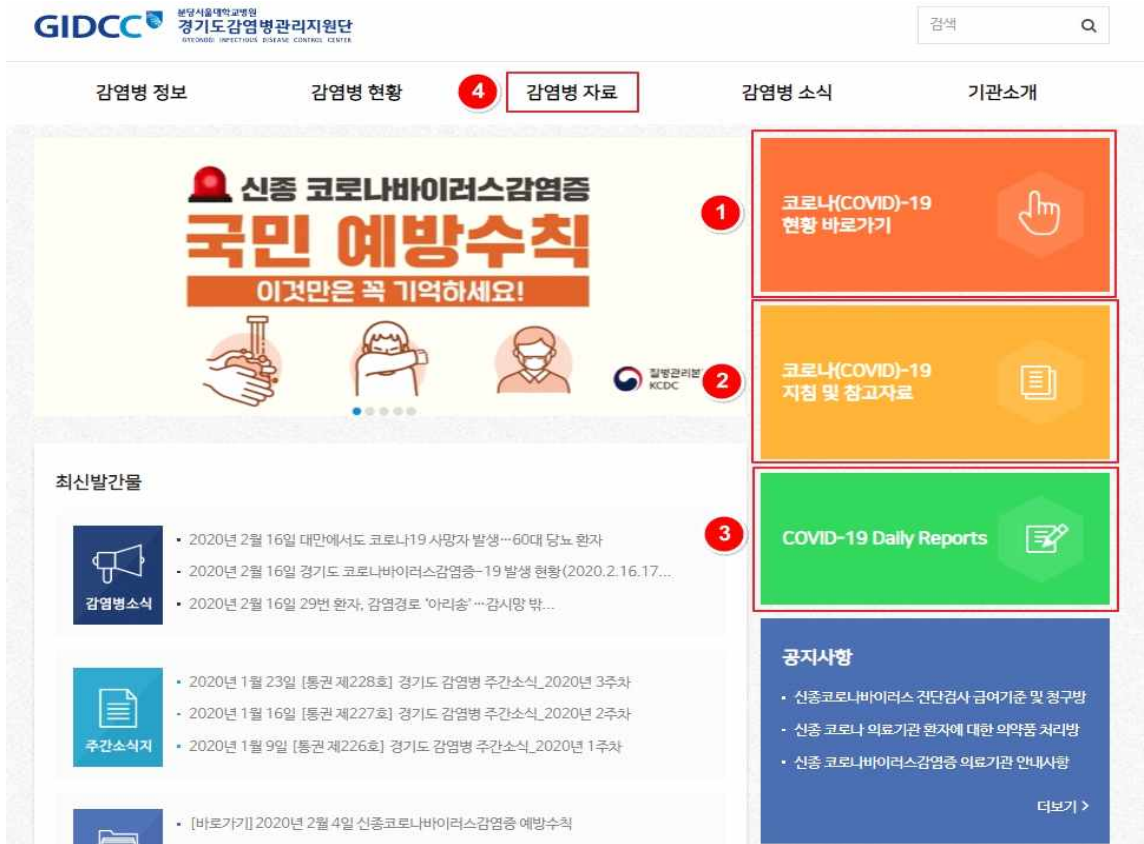 GIDCC
분당서울대학교병원
경기도감염병관리지원단
GYEONGGI INFECTIOUS DISEASE CONTROL CENTER
검색
감염병 정보
감염병 현황
4
감염병 자료
감염병 소식
기관소개
신종 코로나바이러스감염증
국민 예방수칙
이것만은 꼭 기억하세요!
질병관리본
KCDC
1
코로나(COVID)-19
현황 바로가기
2
코로나(COVID)-19
지침 및 참고자료
3
COVID-19 Daily Reports
최신발간물
감염병소식
• 2020년 2월 16일 대만에서도 코로나19 사망자 발생…60대 당뇨 환자
• 2020년 2월 16일 경기도 코로나바이러스감염증-19 발생 현황(2020.2.16.17...
• 2020년 2월 16일 29번 환자, 감염경로 '아리송'…감시망 밖...
주간소식지
• 2020년 1월 23일 [통권 제228호] 경기도 감염병 주간소식_2020년 3주차
• 2020년 1월 16일 [통권 제227호] 경기도 감염병 주간소식_2020년 2주차
• 2020년 1월 9일 [통권 제226호] 경기도 감염병 주간소식_2020년 1주차
• [바로가기] 2020년 2월 4일 신종코로나바이러스감염증 예방수칙
공지사항
• 신종코로나바이러스 진단검사 급여기준 및 청구방
• 신종 코로나 의료기관 환자에 대한 의약품 처리방
• 신종 코로나바이러스감염증 의료기관 안내사항
더보기 >